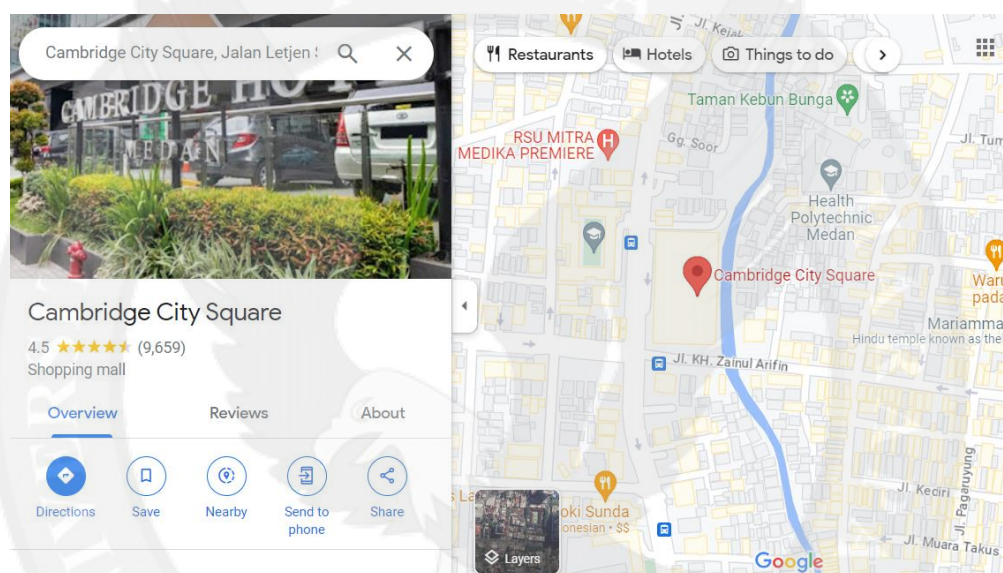 Cambridge City Square, Jalan Letjen S
CAMBRIDGE HOT
MEDAN
Cambridge City Square
4.5 ★★★★★ (9,659)
Shopping mall
Overview
Reviews
About
Directions
Save
Nearby
Send to
phone
Share
Restaurants
Hotels
Things to do
Jl. Kejak
Taman Kebun Bunga
RSU MITRA
MEDIKA PREMIERE
H
Gg. Soor
Jl. Tum
Health
Polytechnic
Medan
Cambridge City Square
Waru
pada
Mariamma
Hindu temple known as the
Jl. KH. Zainul Arifin
oki Sunda
onesian • $$
Jl. Kediri
Jl. Pagaruyung
Jl. Muara Takus
Layers
Google